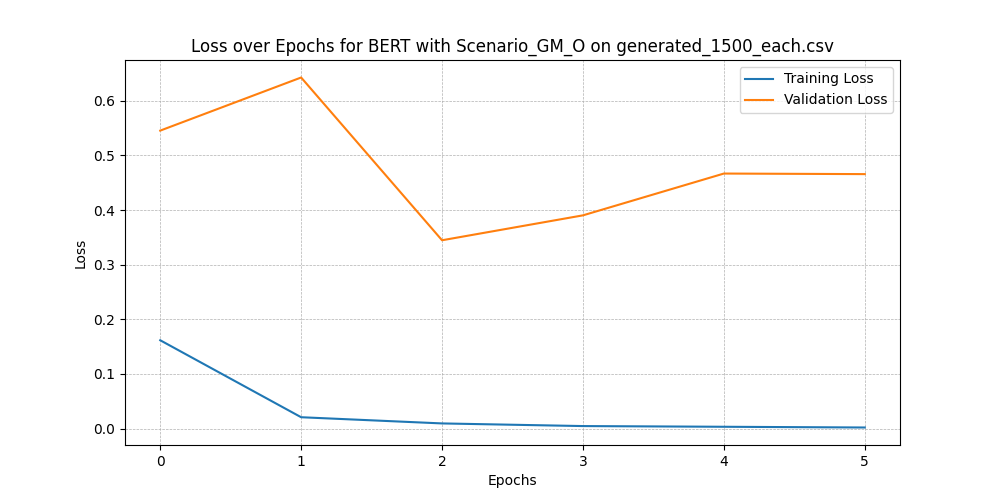 Loss over Epochs for BERT with Scenario_GM_O on generated_1500_each.csv
Training Loss
Validation Loss
0.6
0.5
0.4
0.3
0.2
0.1
0.0
Loss
0 1 2 3 4 5
Epochs